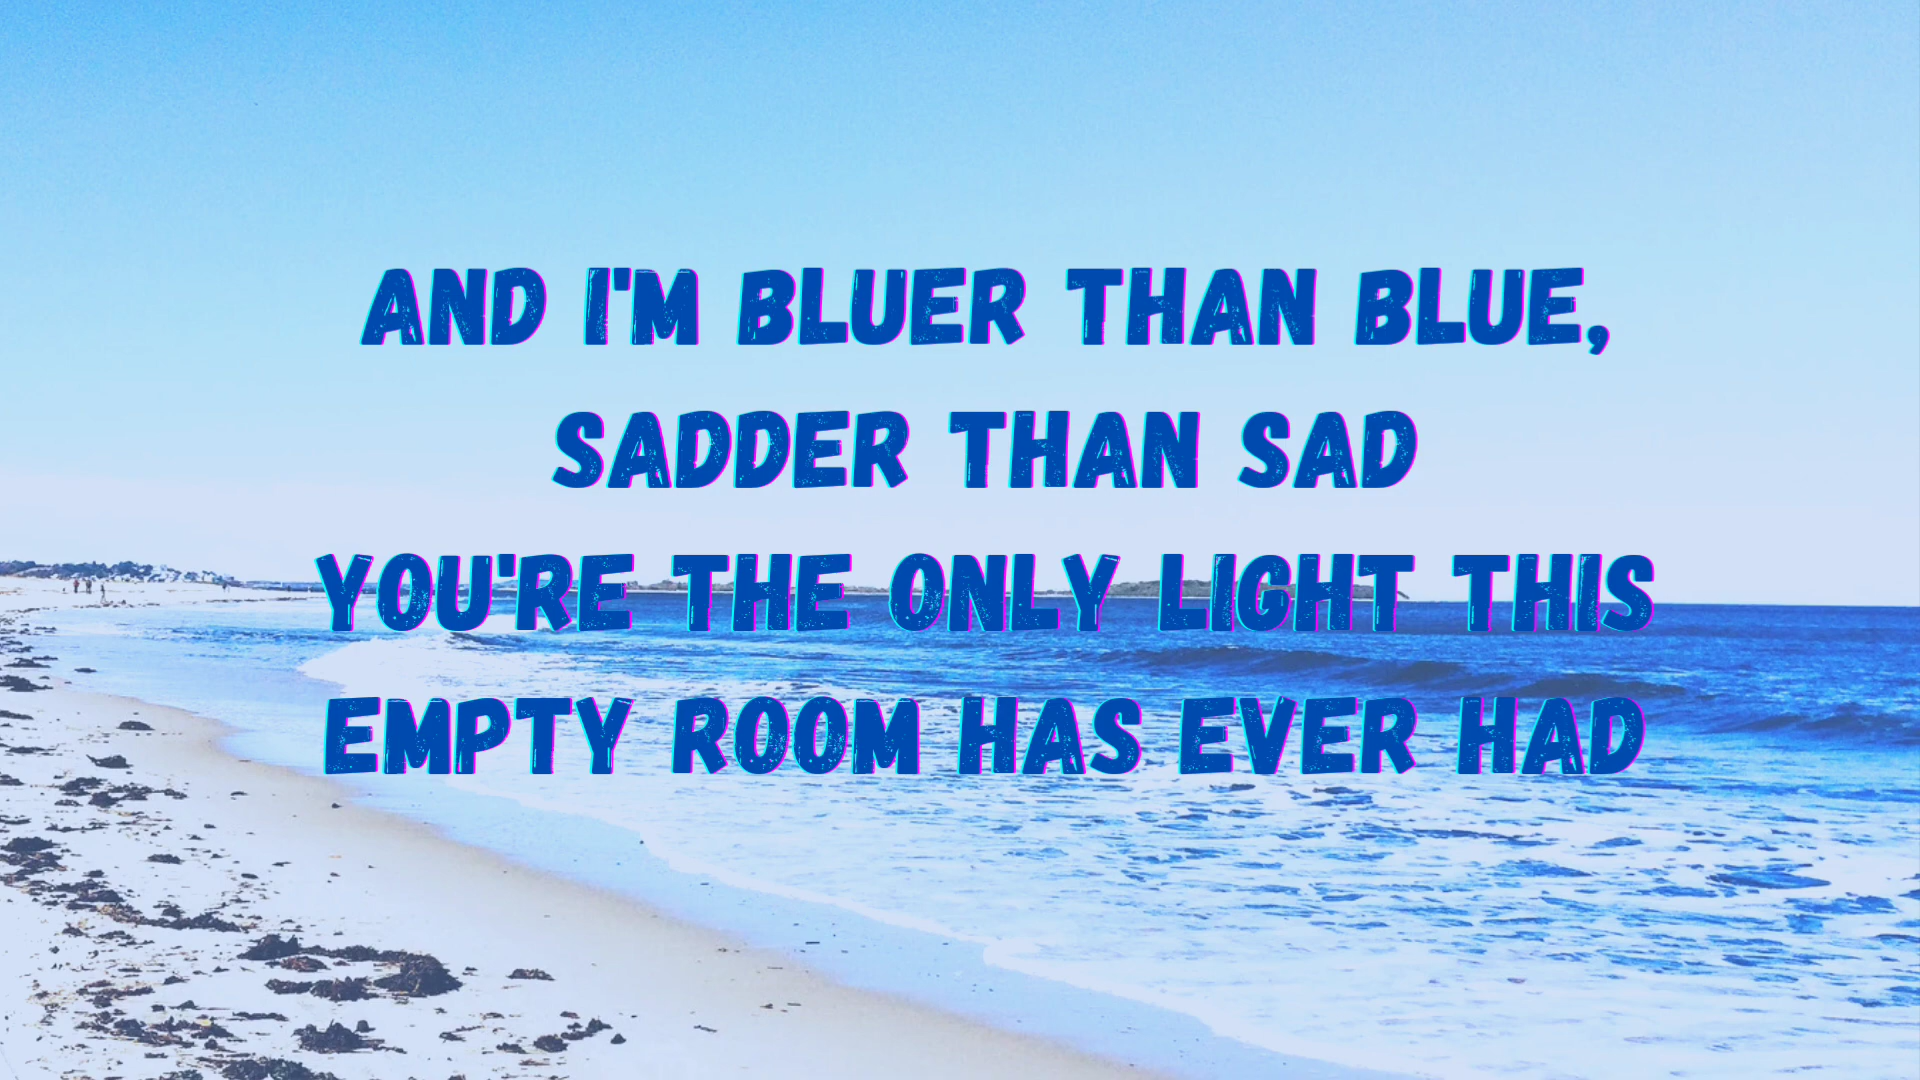 AND I'M BLUER THAN BLUE,
SADDER THAN SAD
YOU'RE THE ONLY LIGHT THIS
EMPTY ROOM HAS EVER HAD